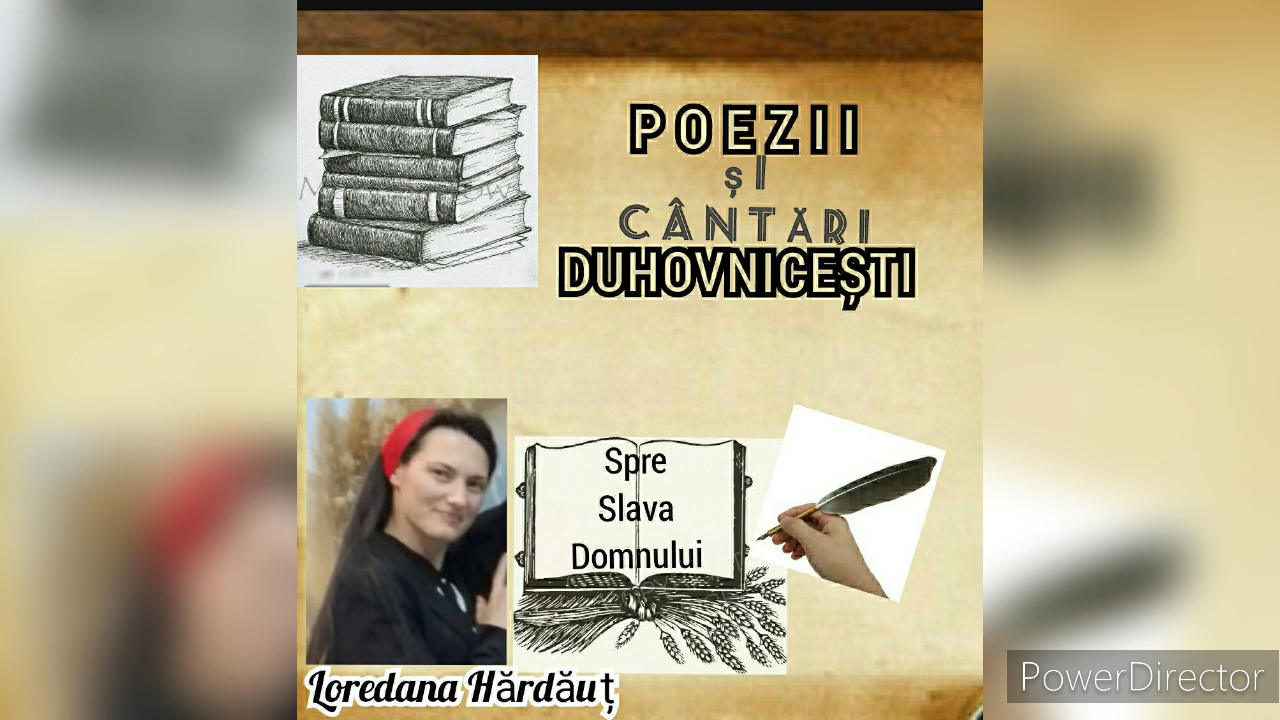 POEZII
șI
CÂNTĂRI
DUHOVNICEȘTI
Spre
Slava
Domnului
Loredana Hărdăuț
PowerDirector